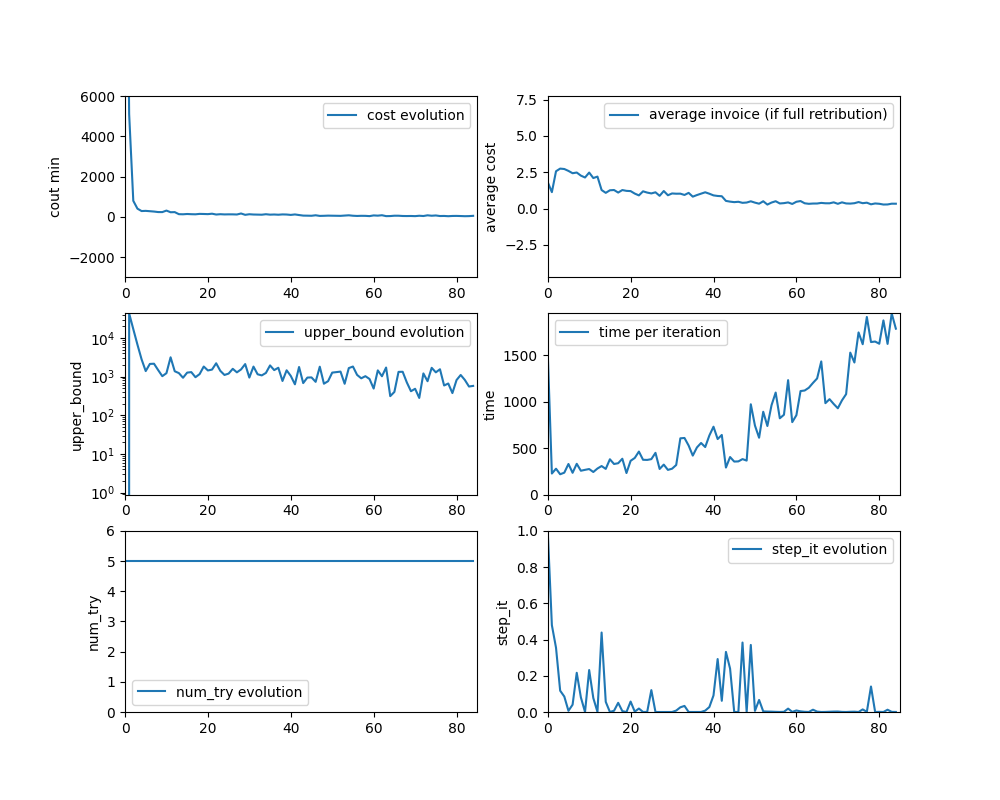 6000
4000
2000
0
−2000
cout min
cost evolution
0 20 40 60 80
7.5
5.0
2.5
0.0
−2.5
average cost
average invoice (if full retribution)
0 20 40 60 80
10^4
10^3
10^2
10^1
10^0
upper_bound
upper_bound evolution
0 20 40 60 80
1500
1000
500
0
time
time per iteration
0 20 40 60 80
6
5
4
3
2
1
0
num_try
num_try evolution
0 20 40 60 80
1.0
0.8
0.6
0.4
0.2
0.0
step_it
step_it evolution
0 20 40 60 80